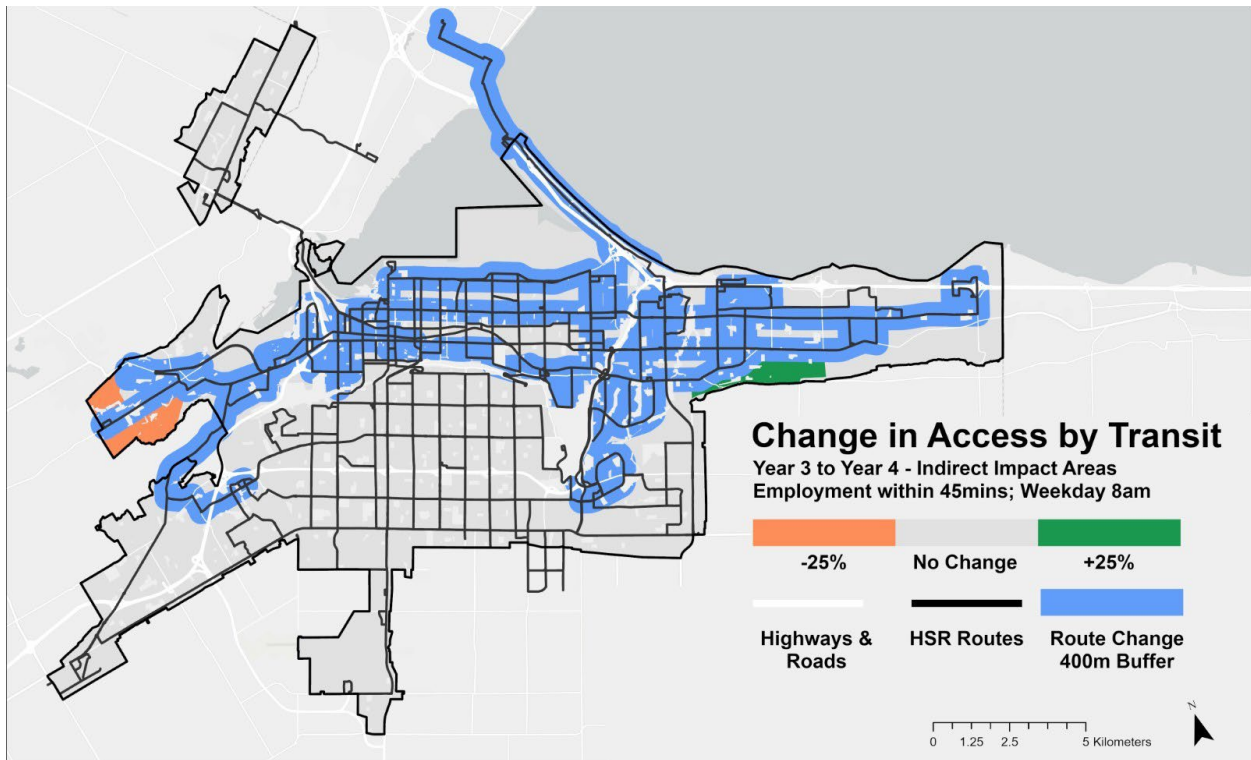 Change in Access by Transit
Year 3 to Year 4 - Indirect Impact Areas
Employment within 45mins; Weekday 8am
-25% No Change +25%
Highways & Roads
HSR Routes
Route Change 400m Buffer
N
0 1.25 2.5 5 Kilometers